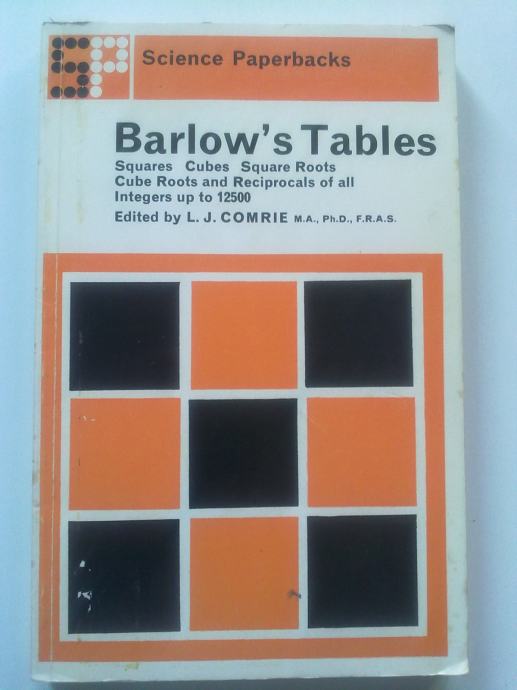 SP
Science Paperbacks
Barlow's Tables
Squares Cubes Square Roots
Cube Roots and Reciprocals of all
Integers up to 12500
Edited by L. J. COMRIE M.A., Ph.D., F.R.A.S.